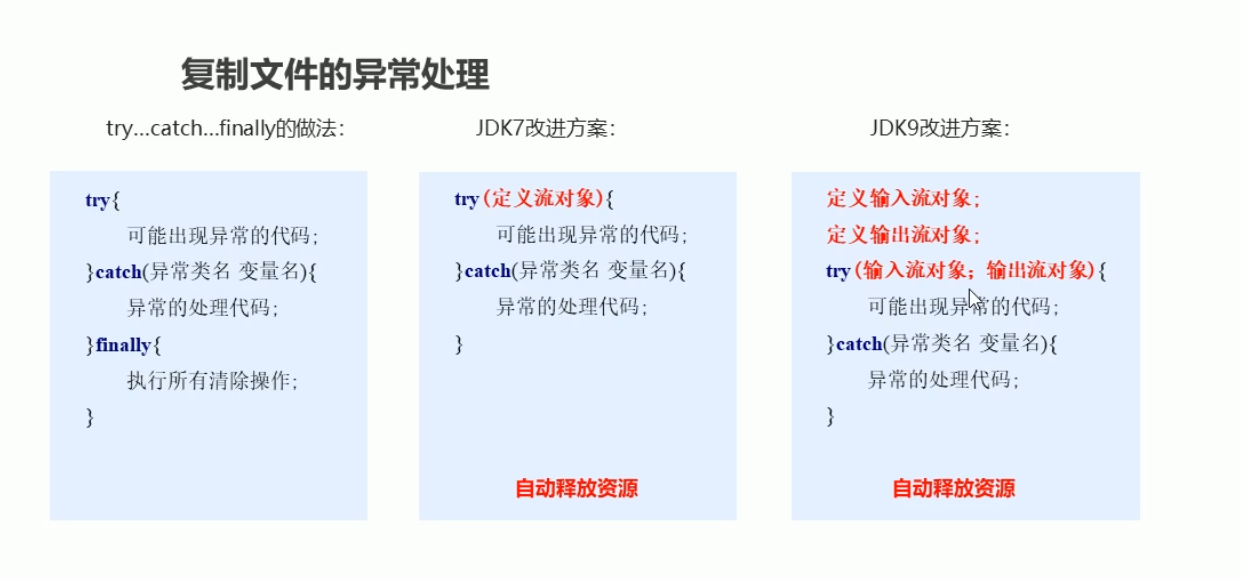 复制文件的异常处理
try...catch...finally的做法：
try{
可能出现异常的代码;
}catch(异常类名 变量名){
异常的处理代码;
}finally{
执行所有清除操作;
}
JDK7改进方案：
try(定义流对象){
可能出现异常的代码;
}catch(异常类名 变量名){
异常的处理代码;
}
自动释放资源
JDK9改进方案：
定义输入流对象;
定义输出流对象;
try(输入流对象; 输出流对象){
可能出现异常的代码;
}catch(异常类名 变量名){
异常的处理代码;
}
自动释放资源